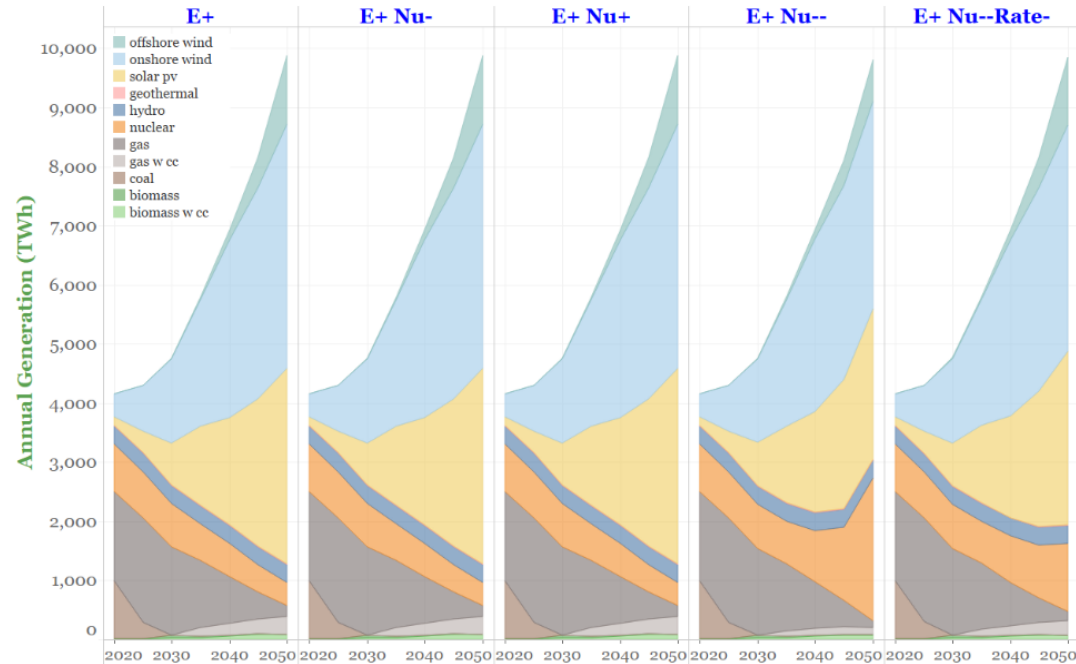 E+ E+ Nu- E+ Nu+ E+ Nu-- E+ Nu--Rate-
10,000
9,000
8,000
7,000
6,000
5,000
4,000
3,000
2,000
1,000
0
Annual Generation (TWh)
offshore wind
onshore wind
solar pv
geothermal
hydro
nuclear
gas
gas w cc
coal
biomass
biomass w cc
2020 2030 2040 2050 2020 2030 2040 2050 2020 2030 2040 2050 2020 2030 2040 2050 2020 2030 2040 2050